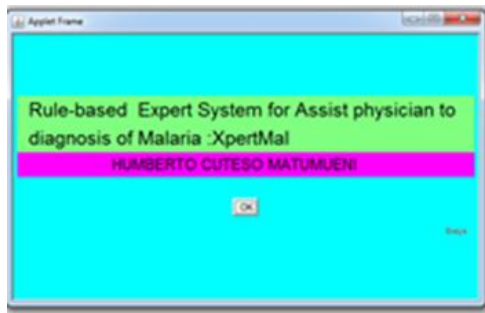 Applet Frame
Rule-based Expert System for Assist physician to
diagnosis of Malaria :XpertMal
HUMBERTO CUTESO MATUMUENI
OK